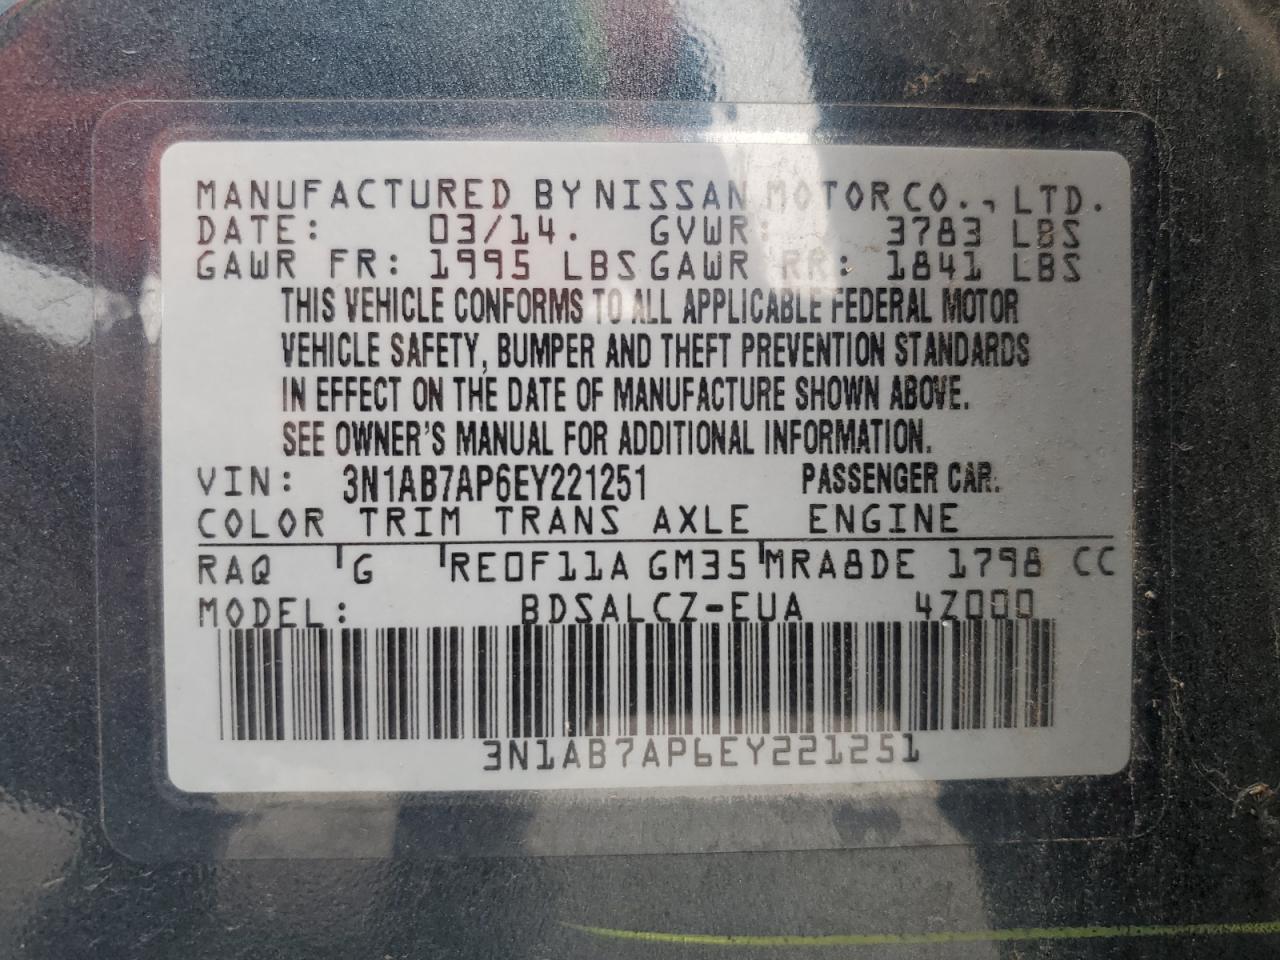 MANUFACTURED BY NISSAN MOTOR CO., LTD.
DATE: 03/14. GVWR: 3783 LBS
GAWR FR: 1995 LBS GAWR RR: 1841 LBS
THIS VEHICLE CONFORMS TO ALL APPLICABLE FEDERAL MOTOR
VEHICLE SAFETY, BUMPER AND THEFT PREVENTION STANDARDS
IN EFFECT ON THE DATE OF MANUFACTURE SHOWN ABOVE.
SEE OWNER'S MANUAL FOR ADDITIONAL INFORMATION.
VIN: 3N1AB7AP6EY221251 PASSENGER CAR.
COLOR TRIM TRANS AXLE ENGINE
RAQ G RE0F11A GM35 MRA8DE 1798 CC
MODEL: BDSALCZ-EUA 4Z000
3N1AB7AP6EY221251